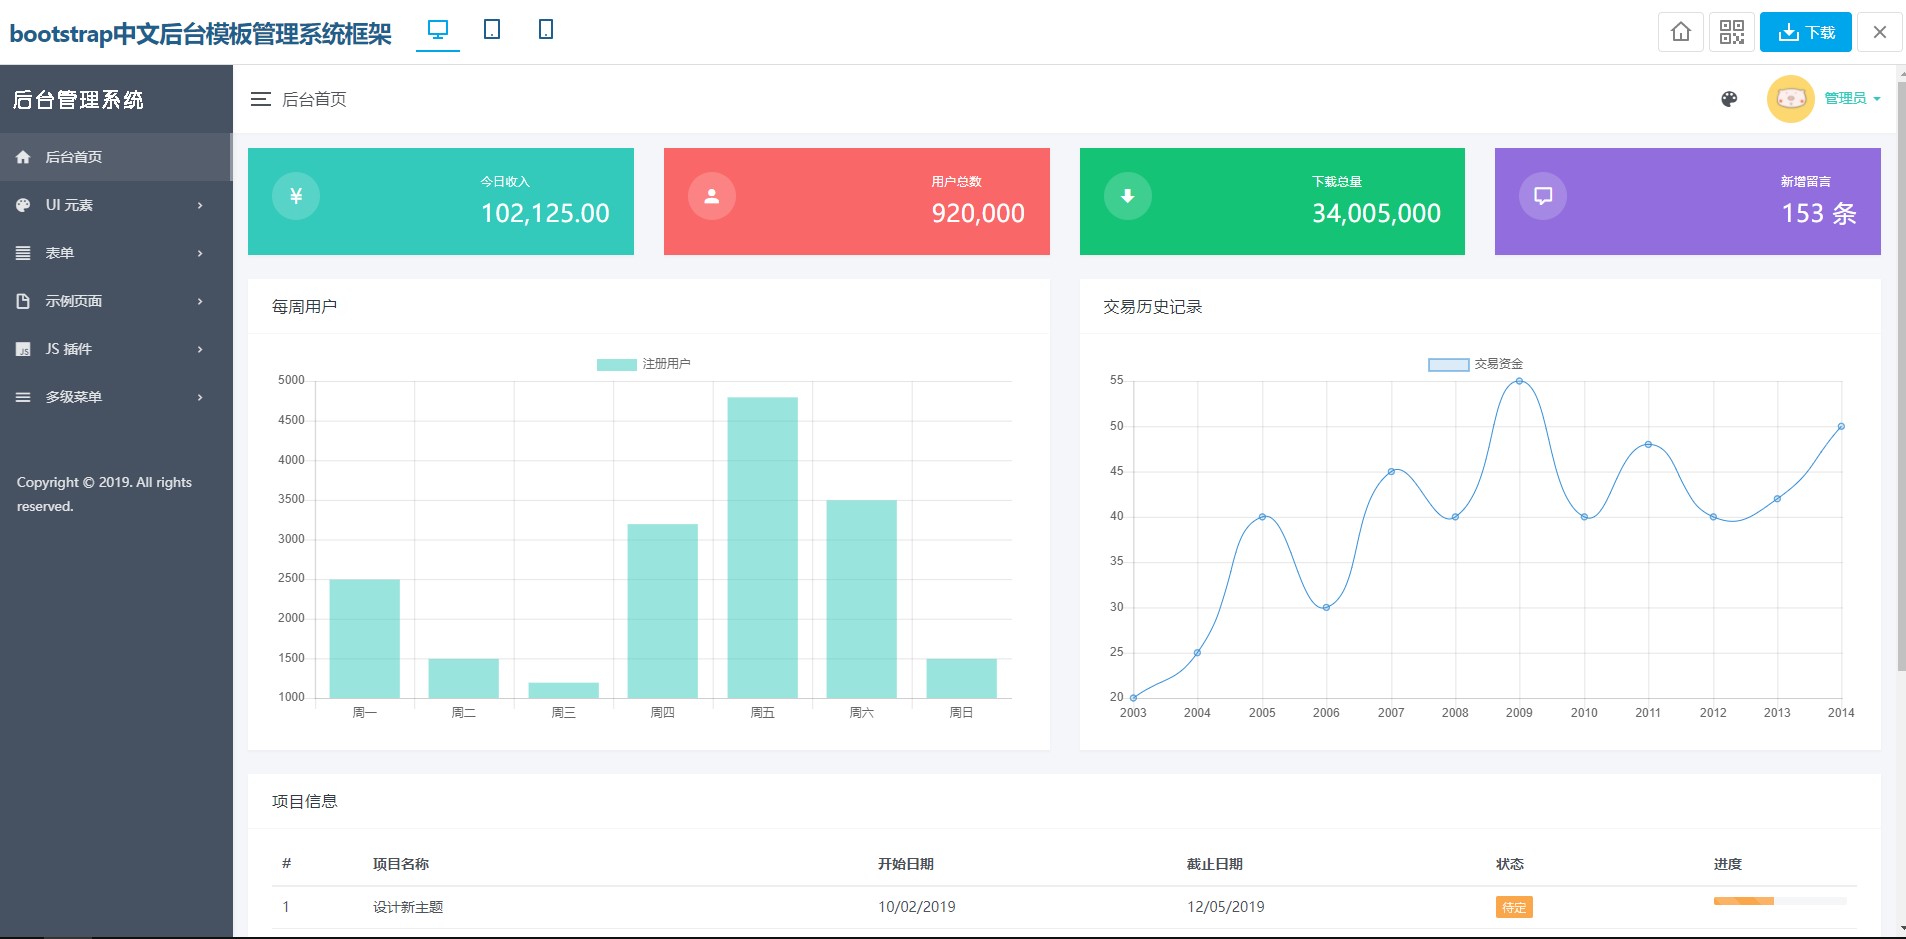 bootstrap中文后台模板管理系统框架
下载
后台管理系统
后台首页
UI 元素
表单
示例页面
JS 插件
多级菜单
Copyright © 2019. All rights
reserved.
后台首页
管理员
¥
今日收入
102,125.00
用户总数
920,000
下载总量
34,005,000
新增留言
153 条
每周用户
注册用户
5000
4500
4000
3500
3000
2500
2000
1500
1000
周一 周二 周三 周四 周五 周六 周日
交易历史记录
交易资金
55
50
45
40
35
30
25
20
2003 2004 2005 2006 2007 2008 2009 2010 2011 2012 2013 2014
项目信息
# 项目名称 开始日期 截止日期 状态 进度
1 设计新主题 10/02/2019 12/05/2019 待定